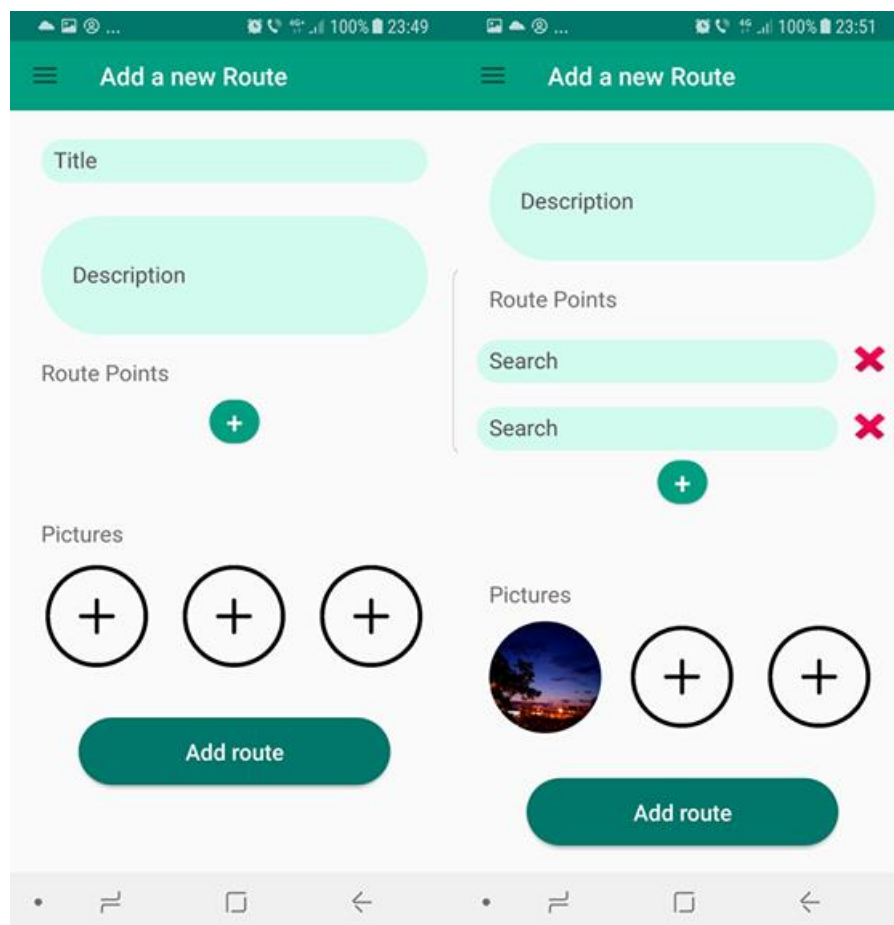 100% 23:49
Add a new Route
Title
Description
Route Points
+
Pictures
+ + +
Add route
100% 23:51
Add a new Route
Description
Route Points
Search
Search
+
Pictures
+ +
Add route